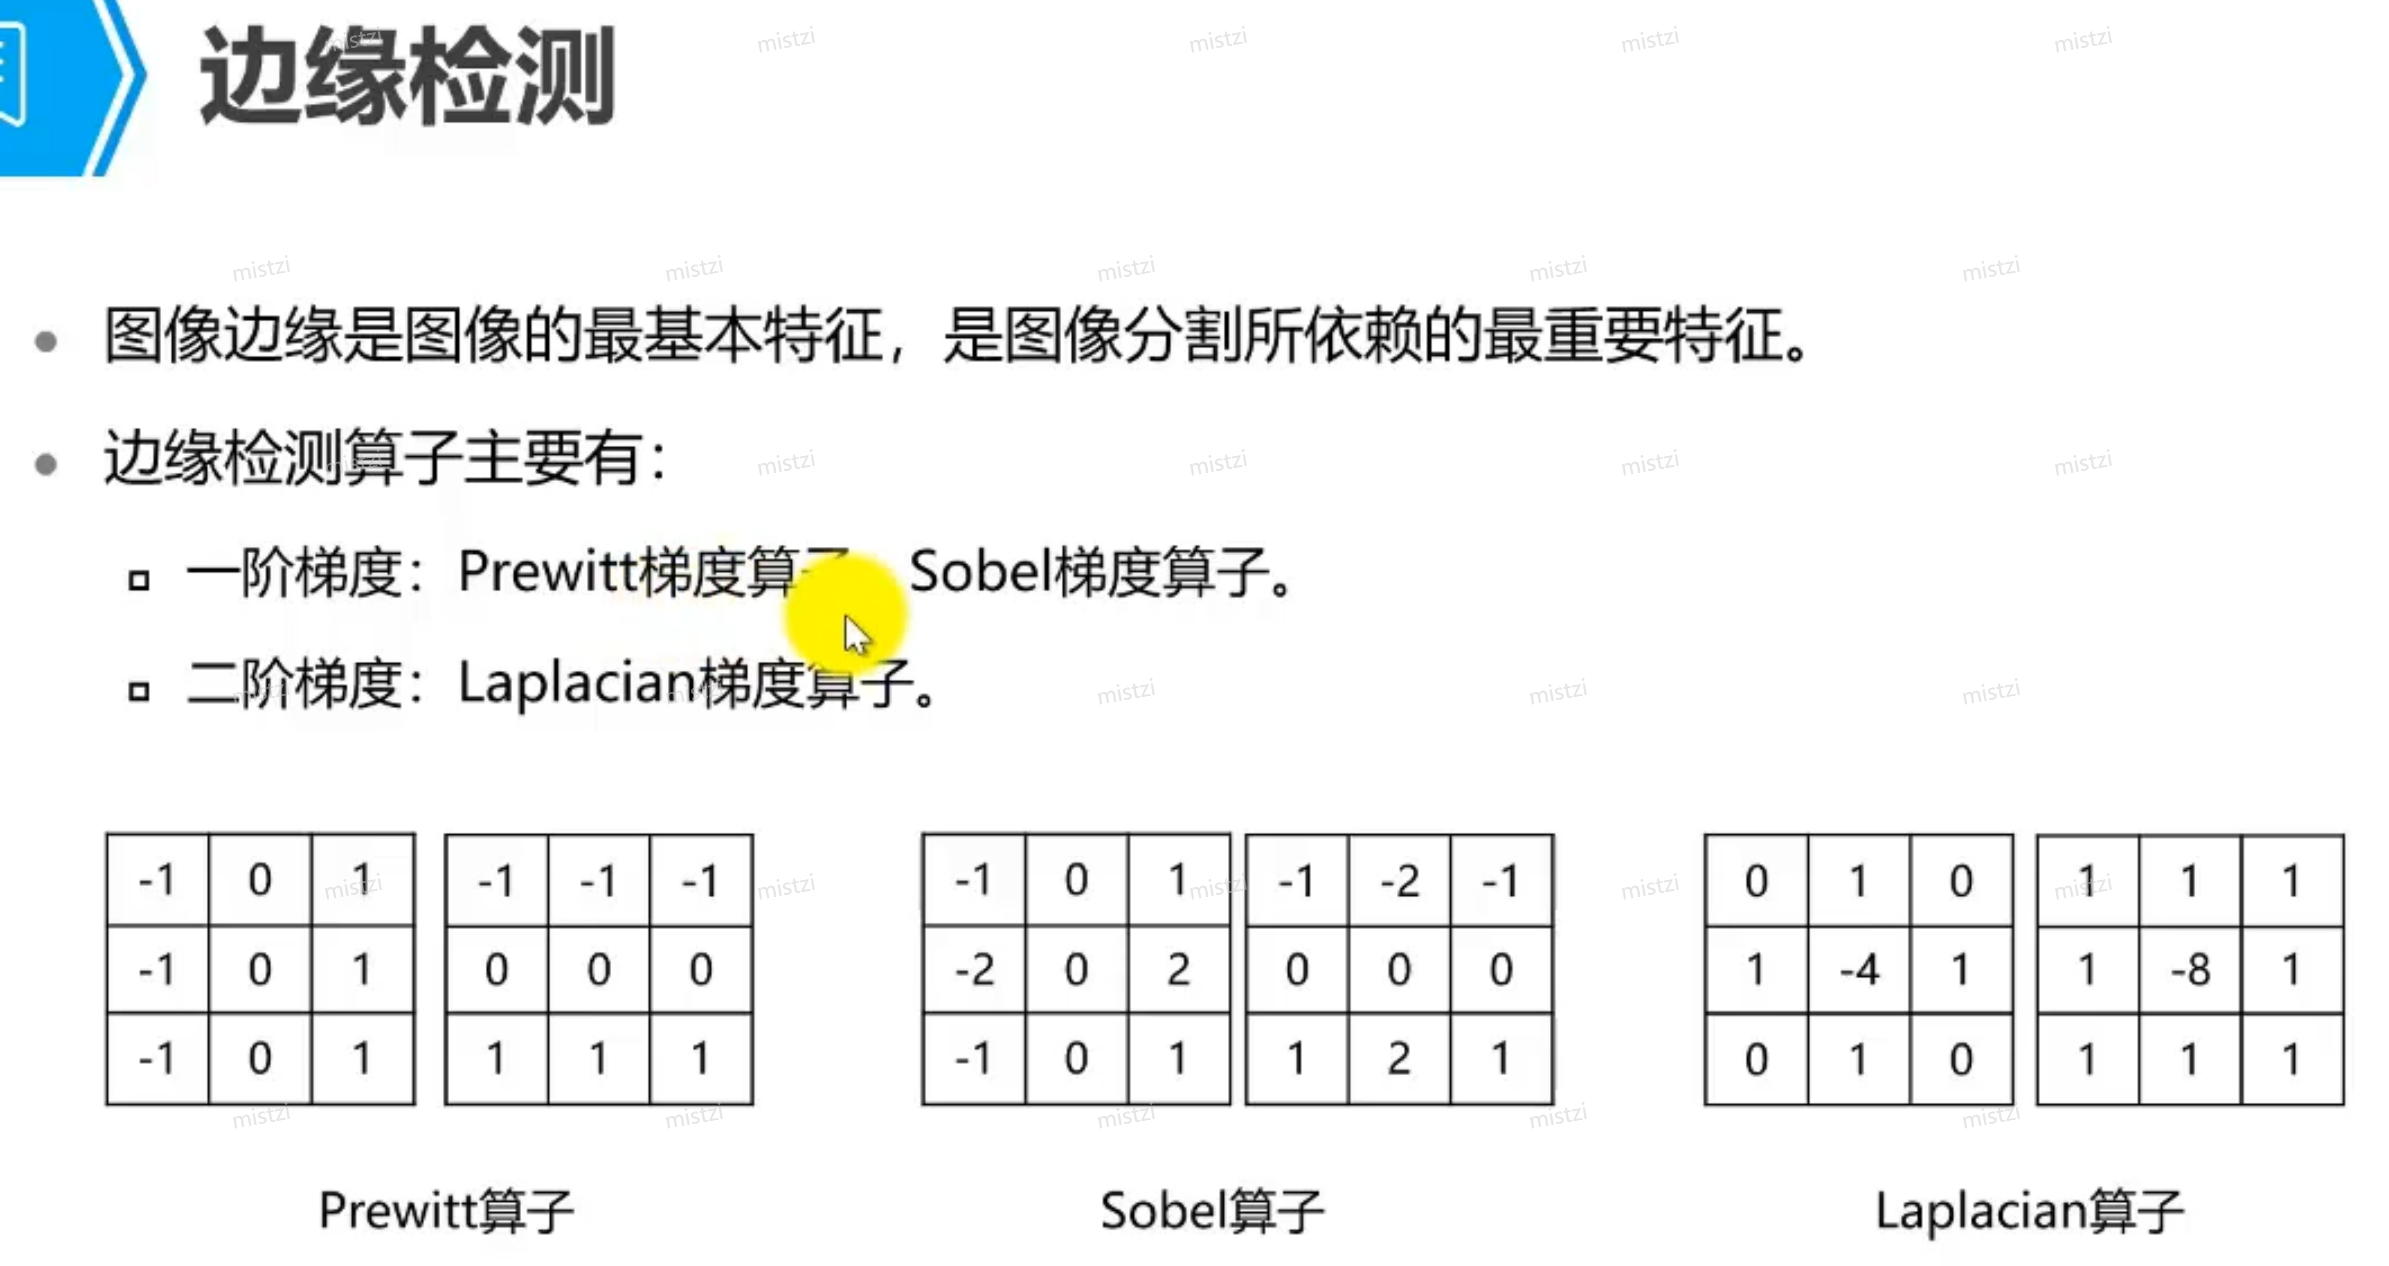 边缘检测
图像边缘是图像的最基本特征，是图像分割所依赖的最重要特征。
边缘检测算子主要有：
一阶梯度：Prewitt梯度算子 Sobel梯度算子。
二阶梯度：Laplacian梯度算子。
-1 0 1 -1 -1 -1 -1 0 1 -1 -2 -1 0 1 0 1 1 1
-1 0 1 0 0 0 -2 0 2 0 0 0 1 -4 1 1 -8 1
-1 0 1 1 1 1 -1 0 1 1 2 1 0 1 0 1 1 1
Prewitt算子 Sobel算子 Laplacian算子
mistzi